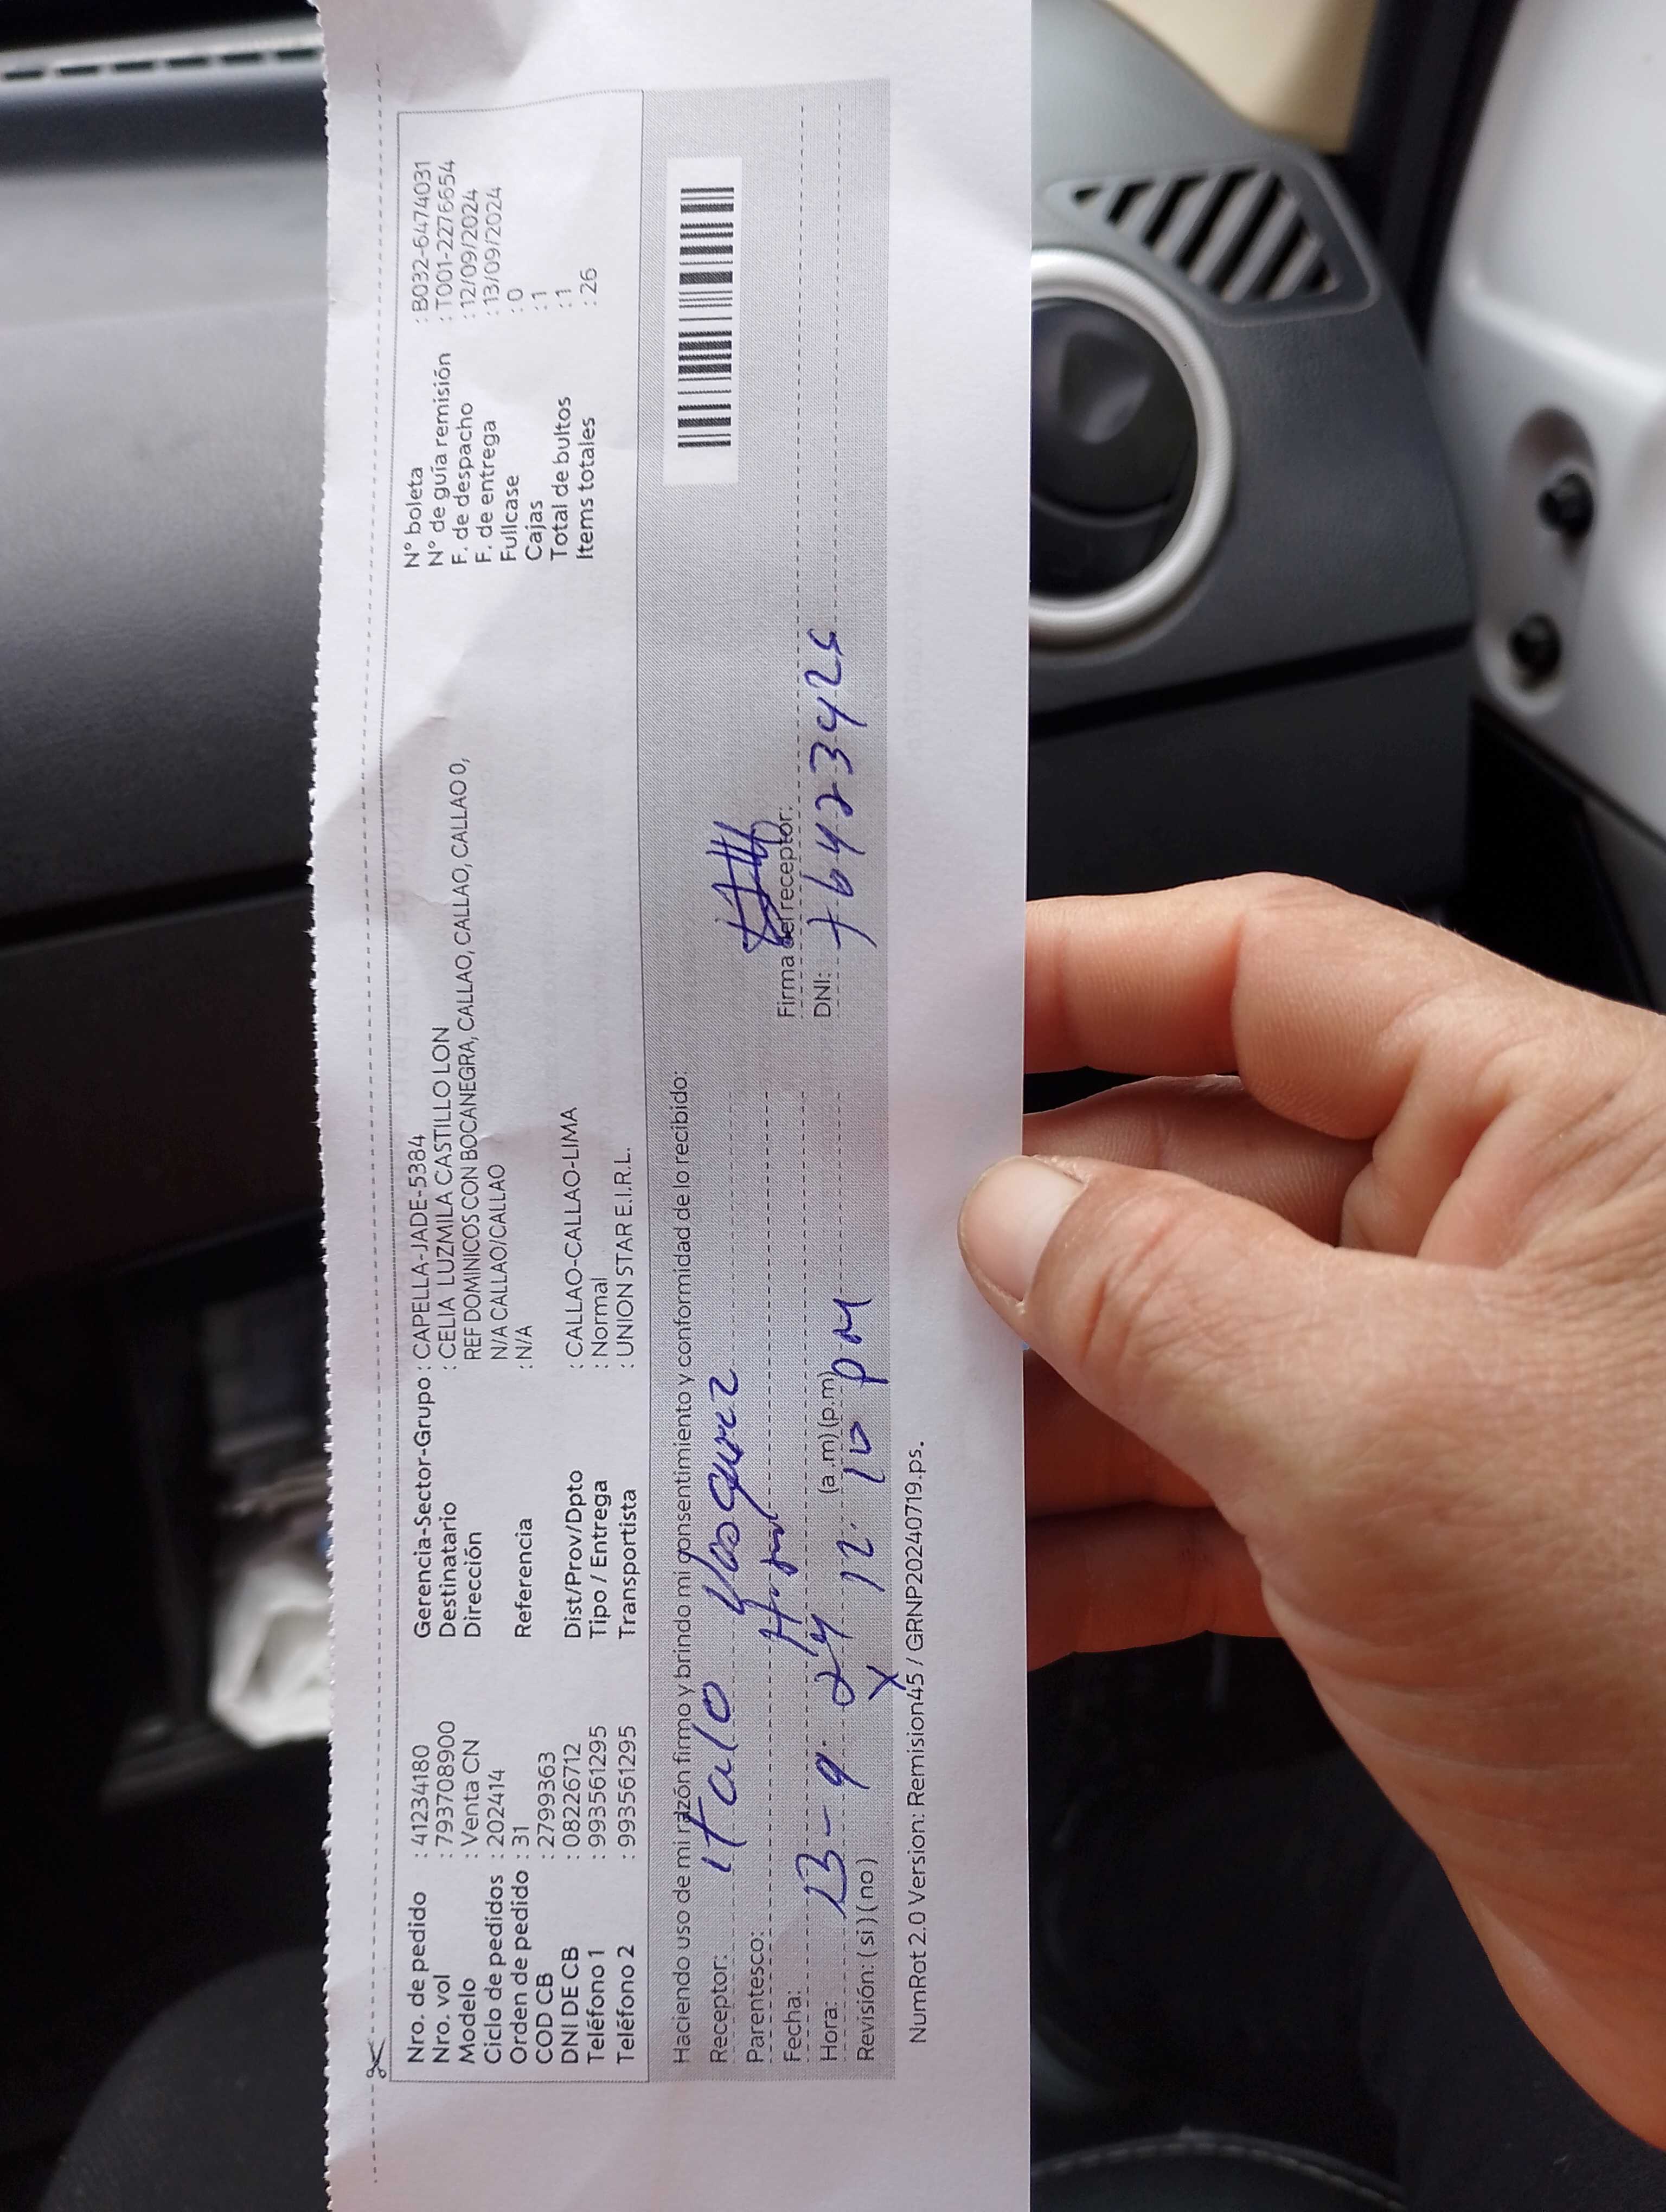 Nro. de pedido : 41234180
Nro. vol : 793708900
Modelo : Venta CN
Ciclo de pedidos : 202414
Orden de pedido : 31
COD CB : 2799363
DNI DE CB : 08226712
Teléfono 1 : 993561295
Teléfono 2 : 993561295
Gerencia-Sector-Grupo : CAPELLA-JADE-5384
Destinatario : CELIA LUZMILA CASTILLO LON
Dirección REF DOMINICOS CON BOCANEGRA, CALLAO, CALLAO, CALLAO 0,
N/A CALLAO/CALLAO
Referencia : N/A
Dist/Prov/Dpto : CALLAO-CALLAO-LIMA
Tipo / Entrega : Normal
Transportista : UNION STAR E.I.R.L.
N° boleta : B032-6474031
N° de guía remisión : T001-2276654
F. de despacho : 12/09/2024
F. de entrega : 13/09/2024
Fullcase : 0
Cajas : 1
Total de bultos : 1
Items totales : 26
Haciendo uso de mi razón firmo y brindo mi consentimiento y conformidad de lo recibido:
Receptor: italo Vasquez
Parentesco:
Fecha: 13-9 24
Hora: 12. 10 pm (a.m) (p.m)
Revisión: ( si ) ( no ) X
Firma del receptor:
DNI:
NumRot 2.0 Version: Remision45 / GRNP20240719.ps.